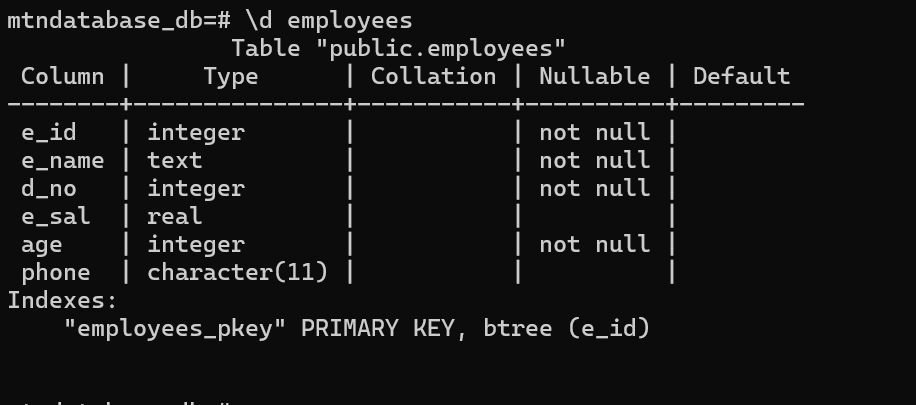 mtndatabase_db=# \d employees
                Table "public.employees"
 Column |      Type      | Collation | Nullable | Default
--------+---------------+-----------+----------+---------
 e_id   | integer       |           | not null |
 e_name | text          |           | not null |
 d_no   | integer       |           | not null |
 e_sal  | real          |           |          |
 age    | integer       |           | not null |
 phone  | character(11) |           |          |
Indexes:
    "employees_pkey" PRIMARY KEY, btree (e_id)